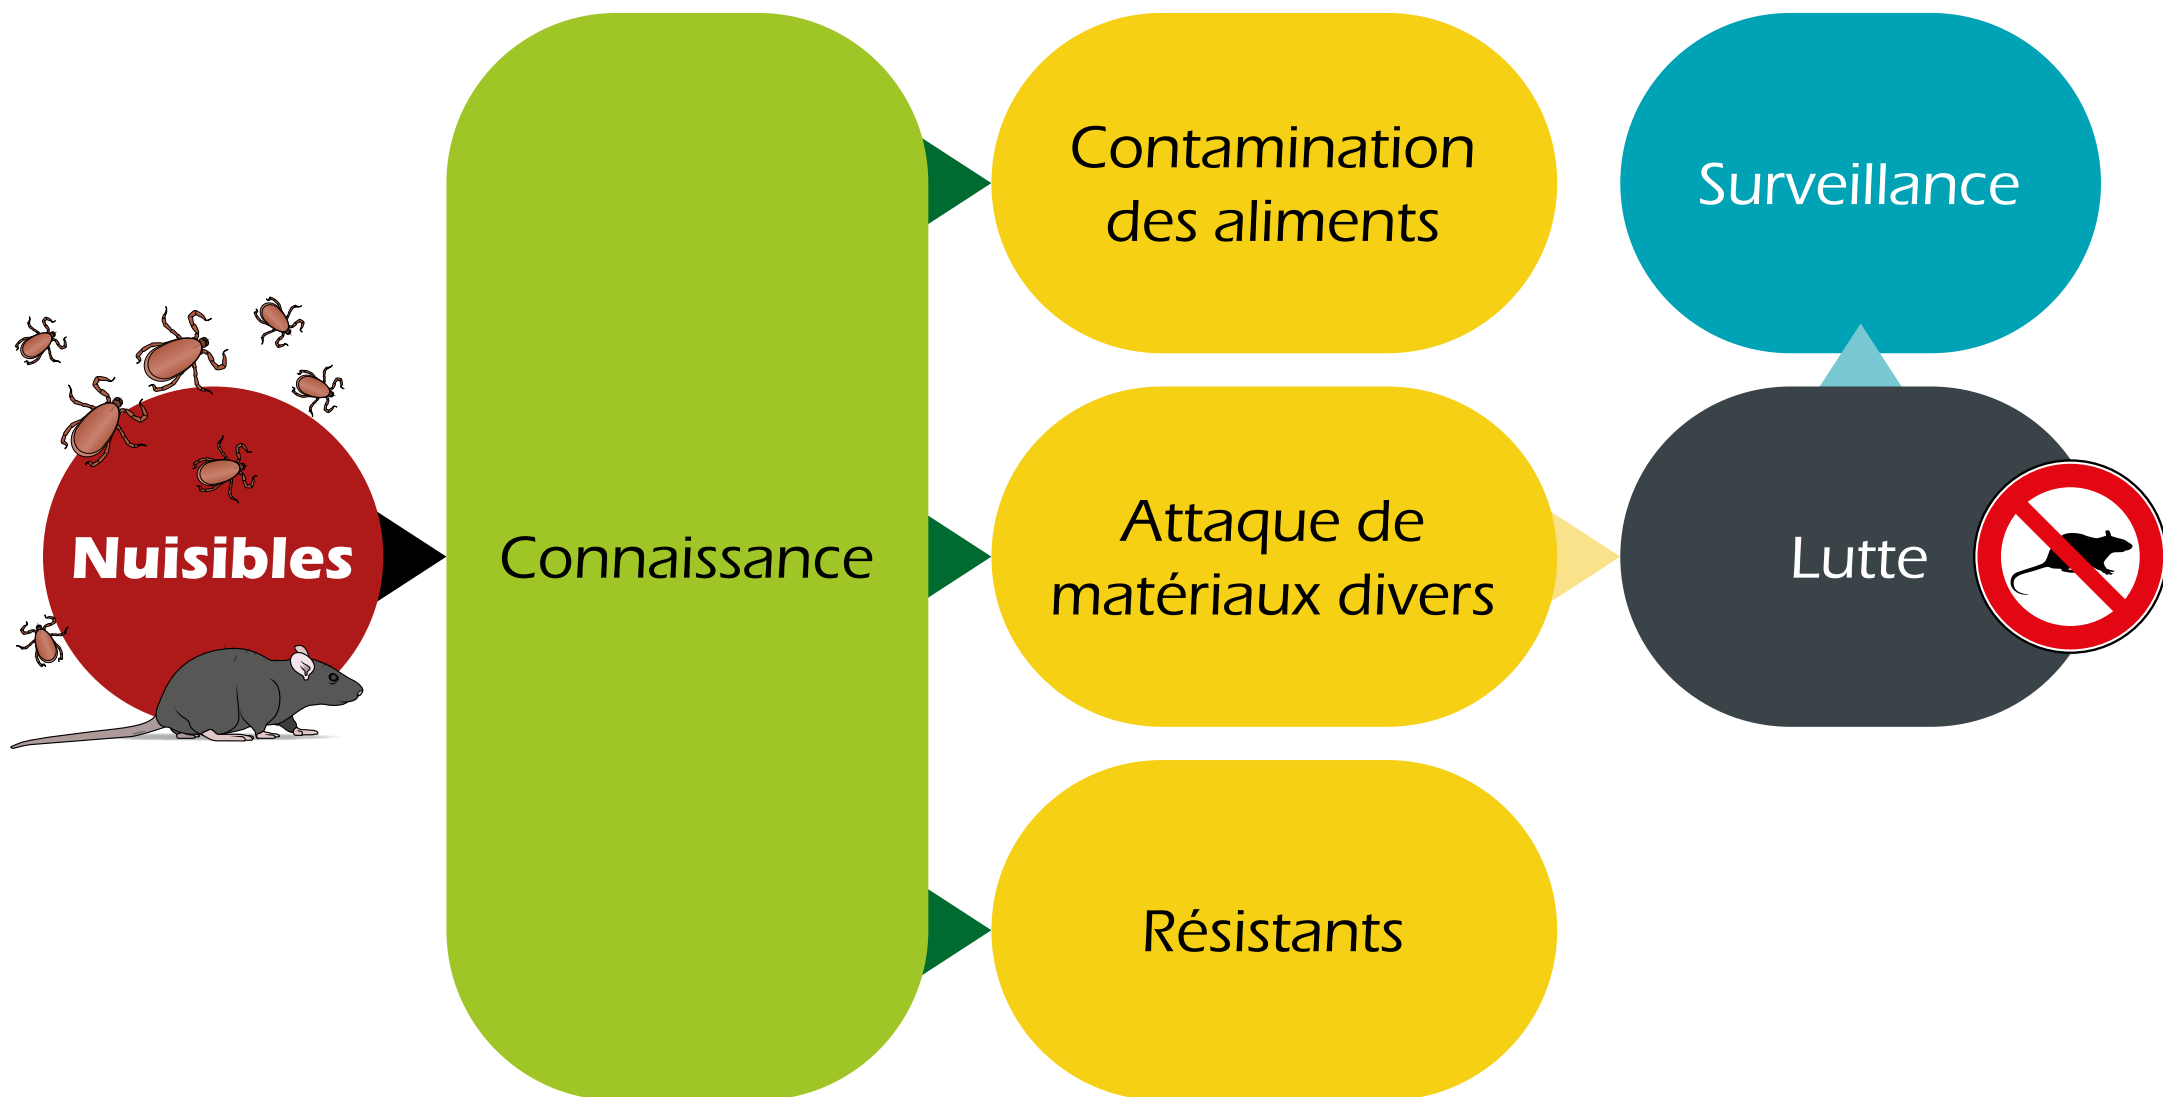 Nuisibles
Connaissance
Contamination
des aliments
Attaque de
matériaux divers
Résistants
Surveillance
Lutte